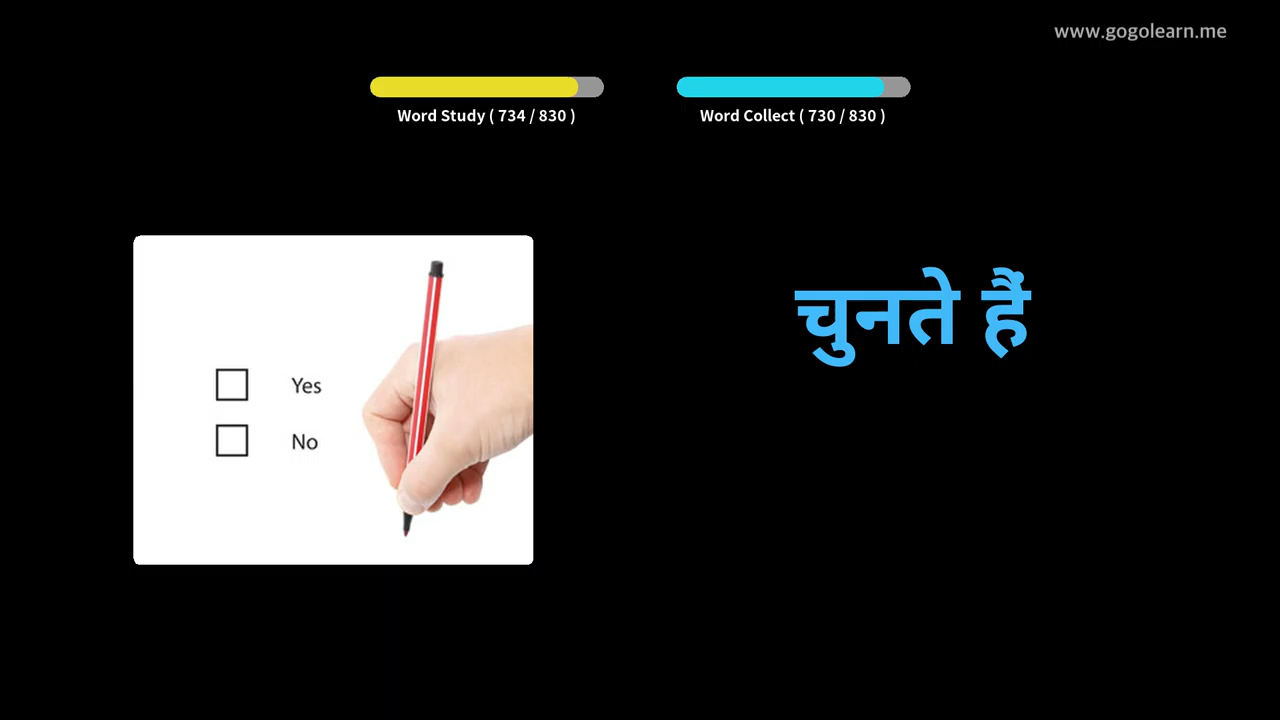 www.gogolearn.me
Word Study ( 734 / 830 )
Word Collect ( 730 / 830 )
चुनते हैं
Yes
No